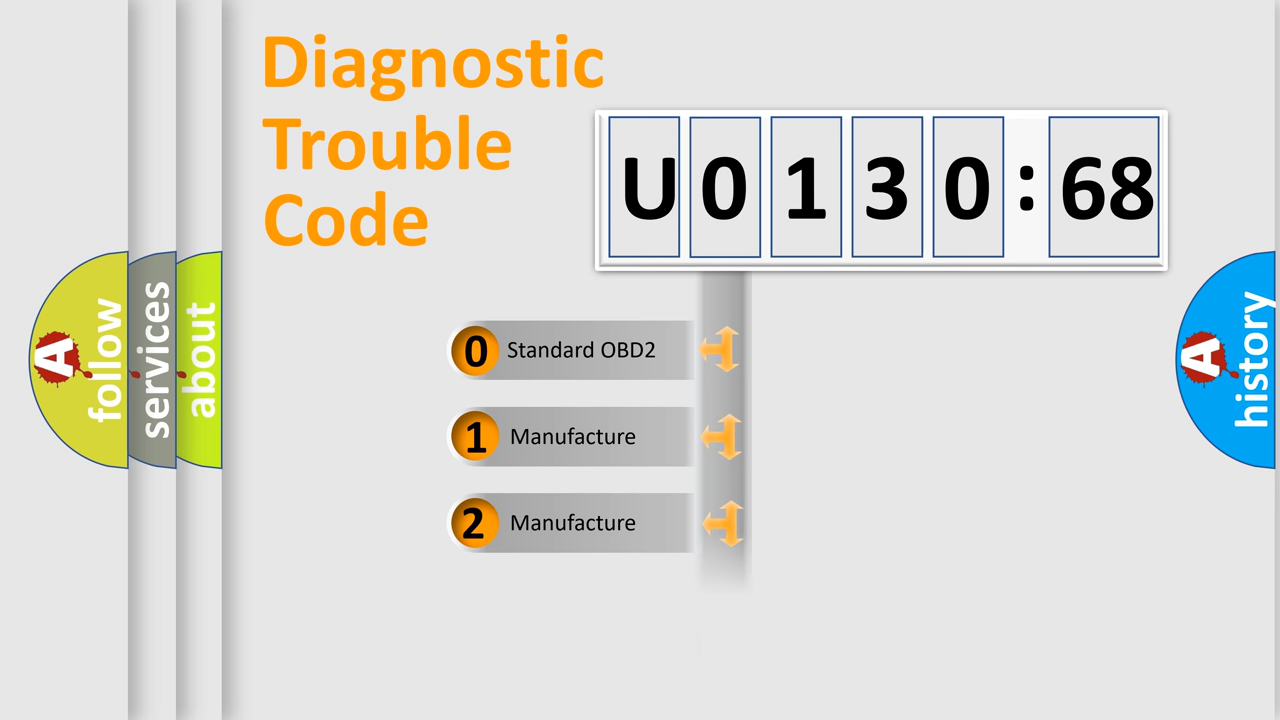 Diagnostic
Trouble
Code
U0130:68
0 Standard OBD2
1 Manufacture
2 Manufacture
A follow
services
about
A history